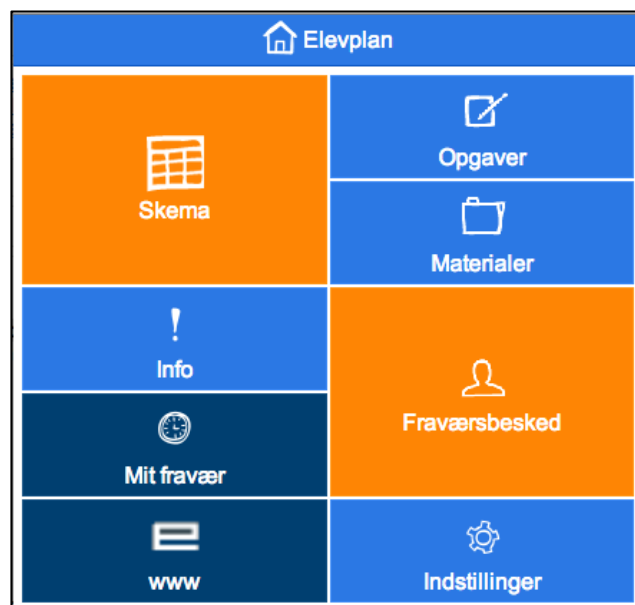 Elevplan
Skema
Opgaver
Materialer
Info
Mit fravær
Fraværsbesked
www
Indstillinger